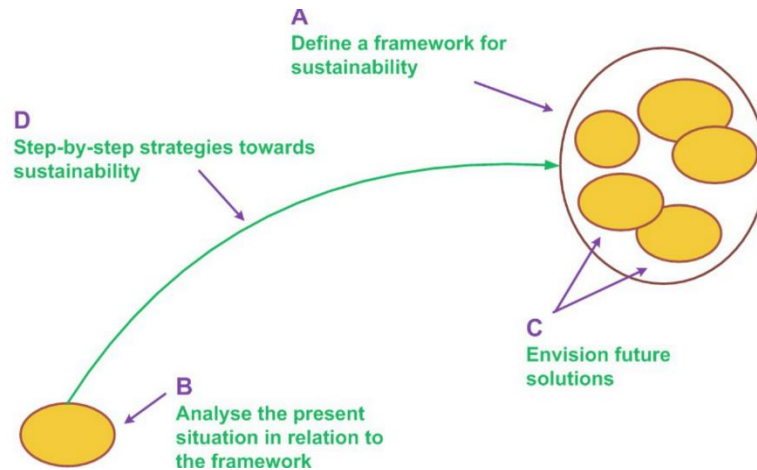 A
Define a framework for
sustainability
D
Step-by-step strategies towards
sustainability
C
Envision future
solutions
B
Analyse the present
situation in relation to
the framework